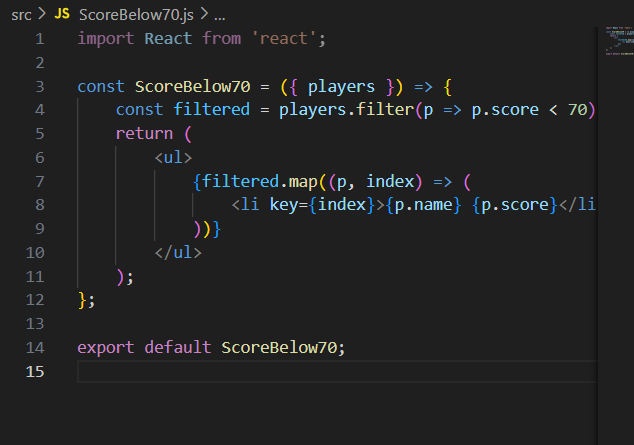 src > JS ScoreBelow70.js > ...
1 import React from 'react';
2
3 const ScoreBelow70 = ({ players }) => {
4     const filtered = players.filter(p => p.score < 70)
5     return (
6         <ul>
7             {filtered.map((p, index) => (
8                 <li key={index}>{p.name} {p.score}</li
9             ))}
10         </ul>
11     );
12 };
13
14 export default ScoreBelow70;
15